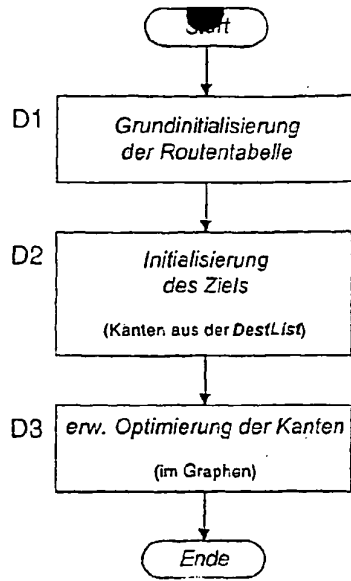 D1
Grundinitialisierung
der Routentabelle
D2
Initialisierung
des Ziels
(Kanten aus der DestList)
D3
erw. Optimierung der Kanten
(im Graphen)
Ende